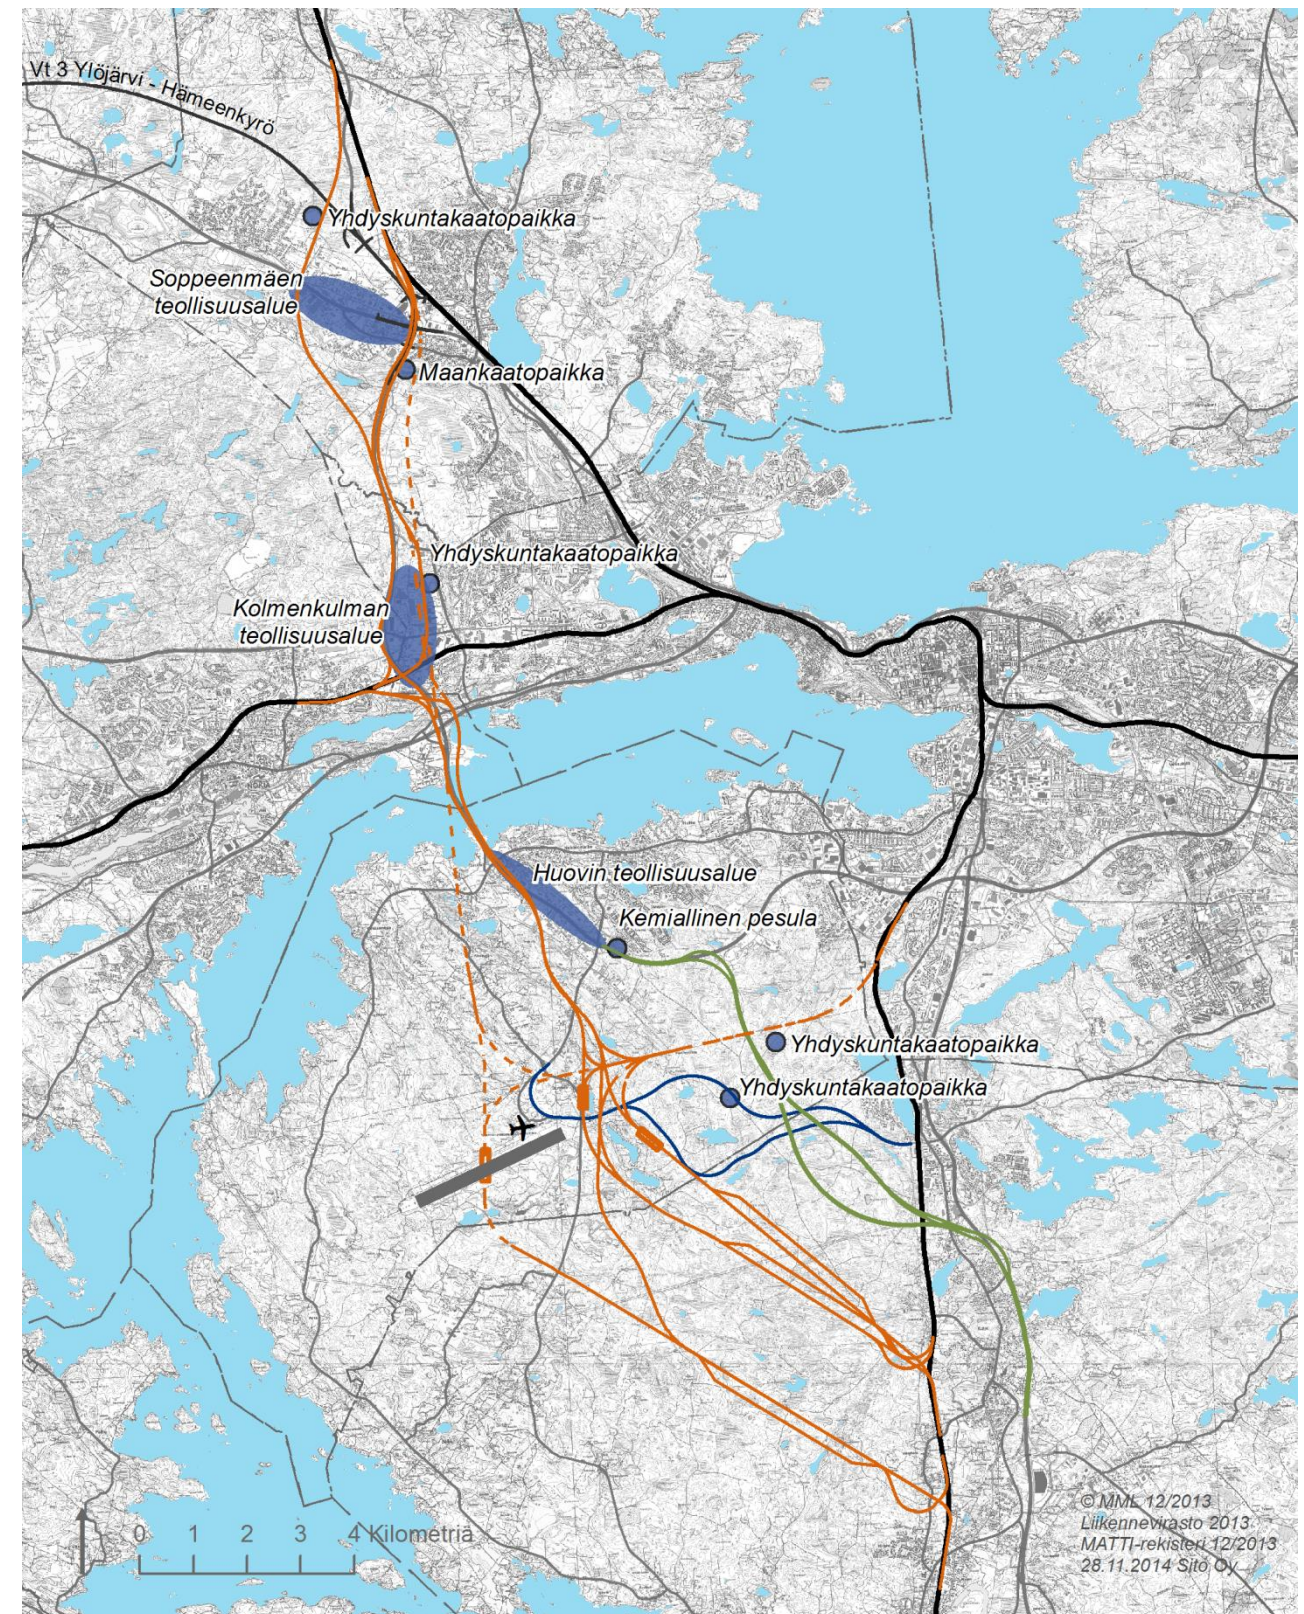 Vt 3 Ylöjärvi - Hämeenkyrö
Yhdyskuntakaatopaikka
Soppeenmäen
teollisuusalue
Maankaatopaikka
Yhdyskuntakaatopaikka
Kolmenkulman
teollisuusalue
Huovin teollisuusalue
Kemiallinen pesula
Yhdyskuntakaatopaikka
Yhdyskuntakaatopaikka
© MML 12/2013
Liikennevirasto 2013
MATTI-rekisteri 12/2013
28.11.2014 Sito Oy
0 1 2 3 4 Kilometriä